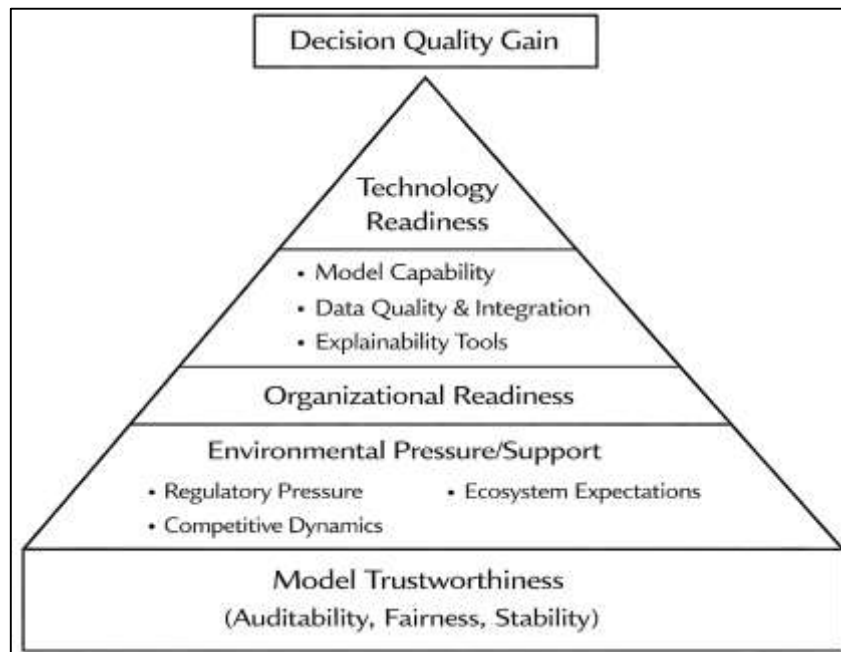 Decision Quality Gain
Technology
Readiness
• Model Capability
• Data Quality & Integration
• Explainability Tools
Organizational Readiness
Environmental Pressure/Support
• Regulatory Pressure
• Ecosystem Expectations
• Competitive Dynamics
Model Trustworthiness
(Auditability, Fairness, Stability)